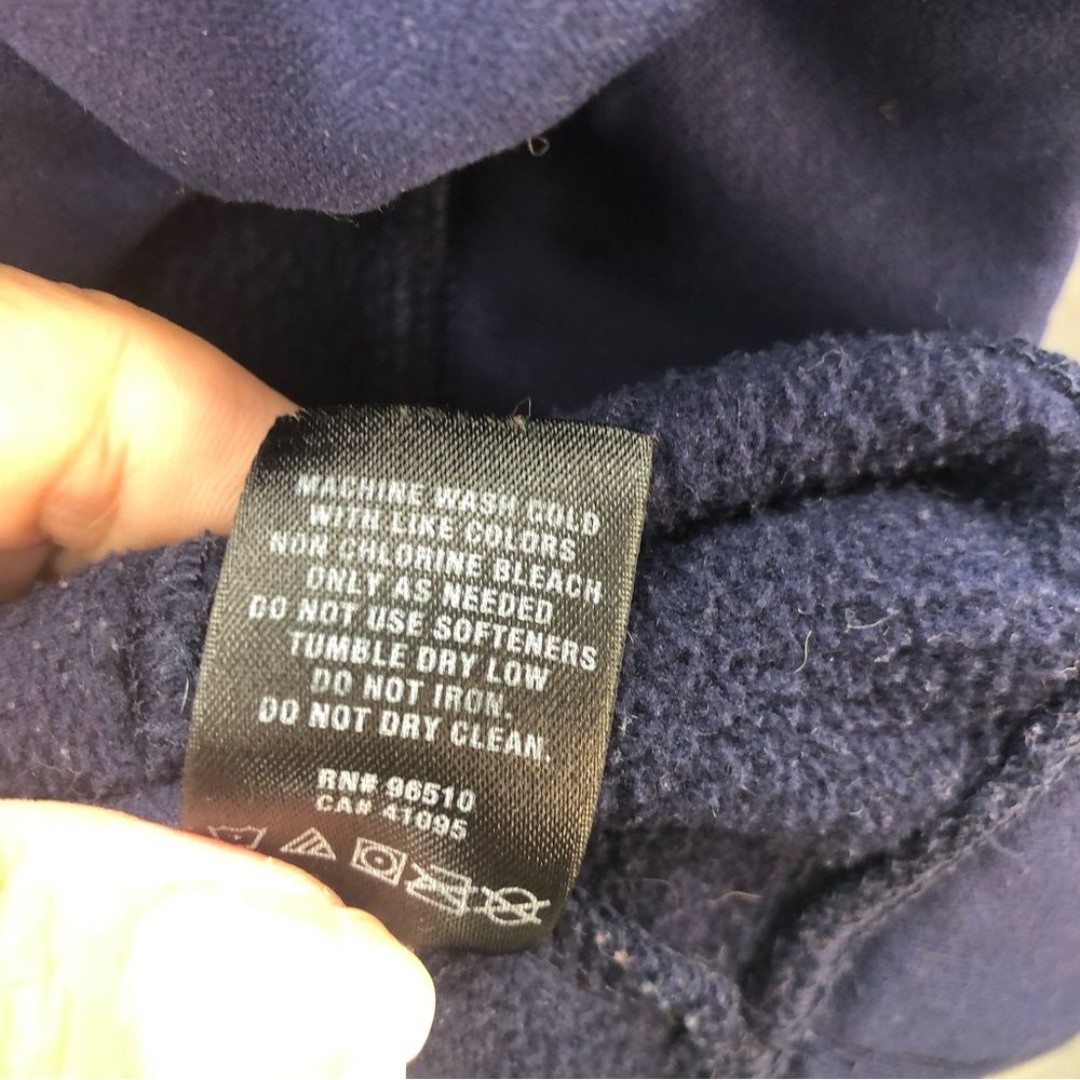 MACHINE WASH COLD
WITH LIKE COLORS
NON CHLORINE BLEACH
ONLY AS NEEDED
DO NOT USE SOFTENERS
TUMBLE DRY LOW
DO NOT IRON.
DO NOT DRY CLEAN.
RN# 96510
CA# 41095